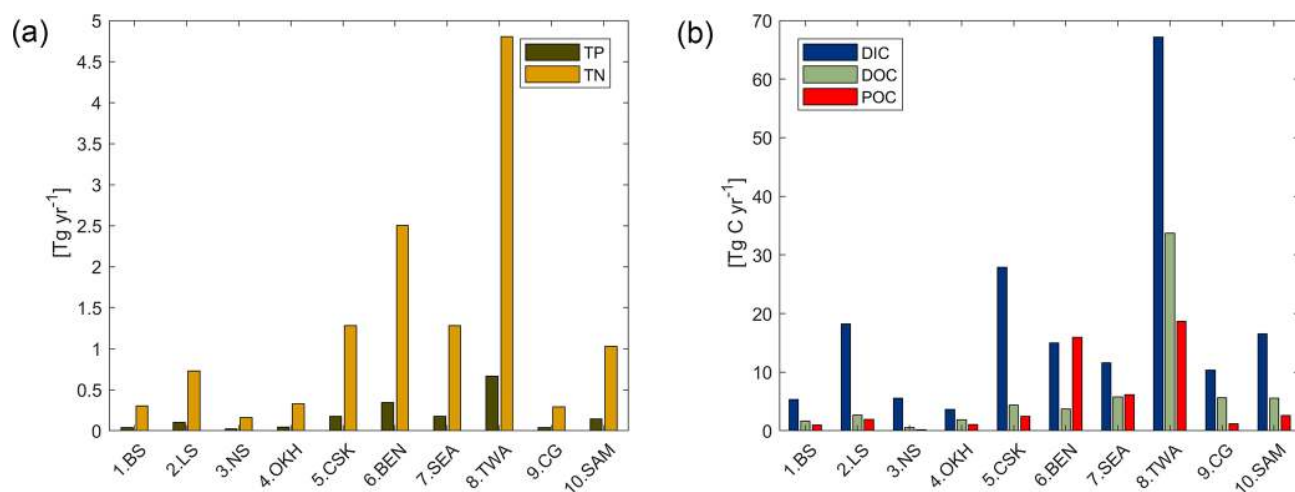 (a)
[Tg yr-1]
5
4.5
4
3.5
3
2.5
2
1.5
1
0.5
0
TP
TN
1.BS
2.LS
3.NS
4.OKH
5.CSK
6.BEN
7.SEA
8.TWA
9.CG
10.SAM
(b)
[Tg C yr-1]
70
60
50
40
30
20
10
0
DIC
DOC
POC
1.BS
2.LS
3.NS
4.OKH
5.CSK
6.BEN
7.SEA
8.TWA
9.CG
10.SAM